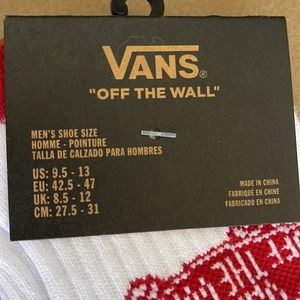 VANS®
"OFF THE WALL"
MEN'S SHOE SIZE
HOMME - POINTURE
TALLA DE CALZADO PARA HOMBRES
US: 9.5 - 13
EU: 42.5 - 47
UK: 8.5 - 12
CM: 27.5 - 31
MADE IN CHINA
FABRIQUÉ EN CHINE
FABRICADO EN CHINA